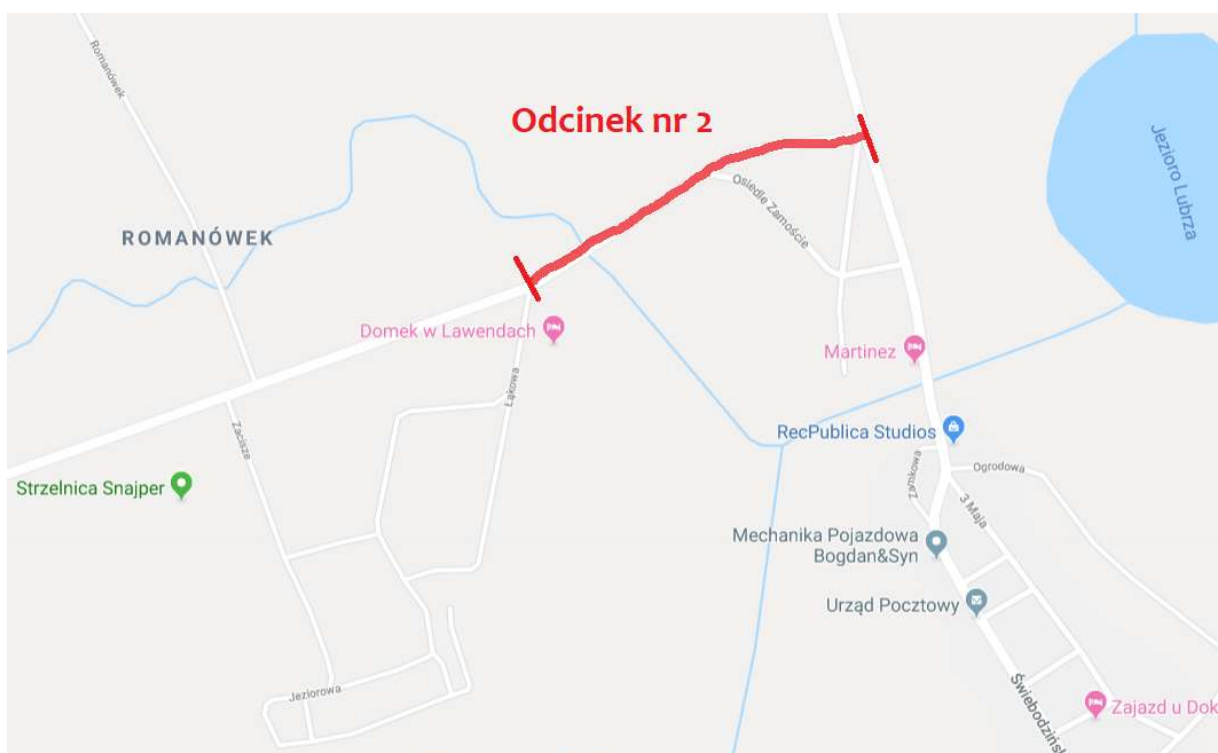 Romanówek
Odcinek nr 2
Jezioro Lubrza
Osiedle Zamoście
ROMANÓWEK
Domek w Lawendach
Martinez
Łąkowa
Zacisze
RecPublica Studios
Strzelnica Snajper
Zamkowa
Ogrodowa
3 Maja
Mechanika Pojazdowa
Bogdan&Syn
Urząd Pocztowy
Jeziorowa
Świebodzińsk
Zajazd u Dok